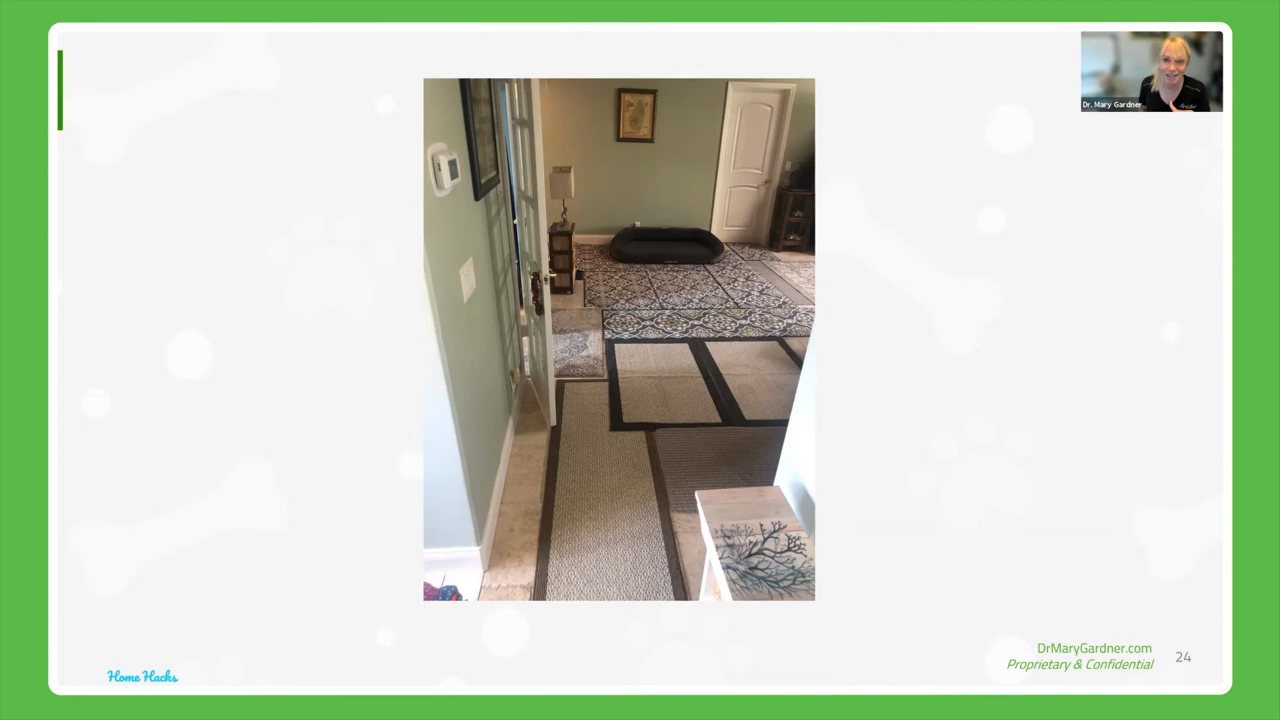 Dr. Mary Gardner
DrMaryGardner.com
Proprietary & Confidential
24
Home Hacks